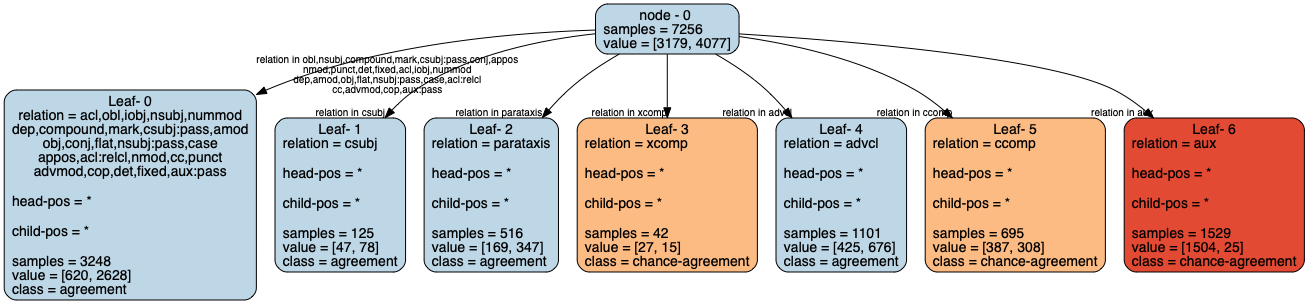 node - 0
samples = 7256
value = [3179, 4077]
relation in obl,nsubj,compound,mark,csubj:pass,conj,appos
nmod,punct,det,fixed,acl,iobj,nummod
dep,amod,obj,flat,nsubj:pass,case,acl:relcl
cc,advmod,cop,aux:pass
relation in csubj
relation in parataxis
relation in xcomp
relation in advcl
relation in ccomp
relation in aux
Leaf- 0
relation = acl,obl,iobj,nsubj,nummod
dep,compound,mark,csubj:pass,amod
obj,conj,flat,nsubj:pass,case
appos,acl:relcl,nmod,cc,punct
advmod,cop,det,fixed,aux:pass
head-pos = *
child-pos = *
samples = 3248
value = [620, 2628]
class = agreement
Leaf- 1
relation = csubj
head-pos = *
child-pos = *
samples = 125
value = [47, 78]
class = agreement
Leaf- 2
relation = parataxis
head-pos = *
child-pos = *
samples = 516
value = [169, 347]
class = agreement
Leaf- 3
relation = xcomp
head-pos = *
child-pos = *
samples = 42
value = [27, 15]
class = chance-agreement
Leaf- 4
relation = advcl
head-pos = *
child-pos = *
samples = 1101
value = [425, 676]
class = agreement
Leaf- 5
relation = ccomp
head-pos = *
child-pos = *
samples = 695
value = [387, 308]
class = chance-agreement
Leaf- 6
relation = aux
head-pos = *
child-pos = *
samples = 1529
value = [1504, 25]
class = chance-agreement